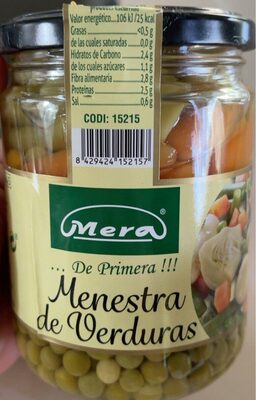 producto escurrido
Valor energético... 106 kJ/25 kcal
Grasas <0,5 g
de las cuales saturadas 0,0 g
Hidratos de Carbono 2,4 g
de los cuales azúcares 1,1 g
Fibra alimentaria 2,8 g
Proteínas 2,5 g
Sal 0,6 g
CODI: 15215
8 429424 152157
Mera®
... De Primera !!!
Menestra
de Verduras